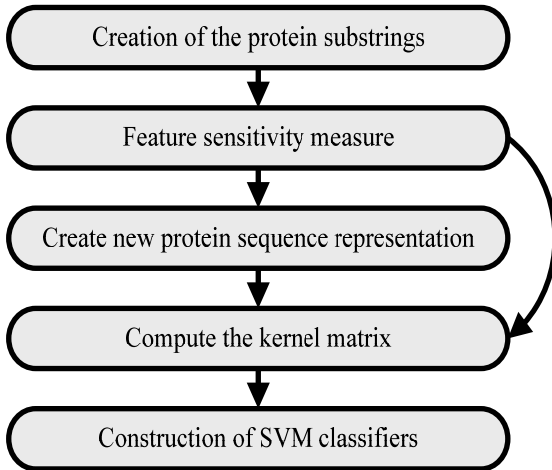 Creation of the protein substrings
Feature sensitivity measure
Create new protein sequence representation
Compute the kernel matrix
Construction of SVM classifiers